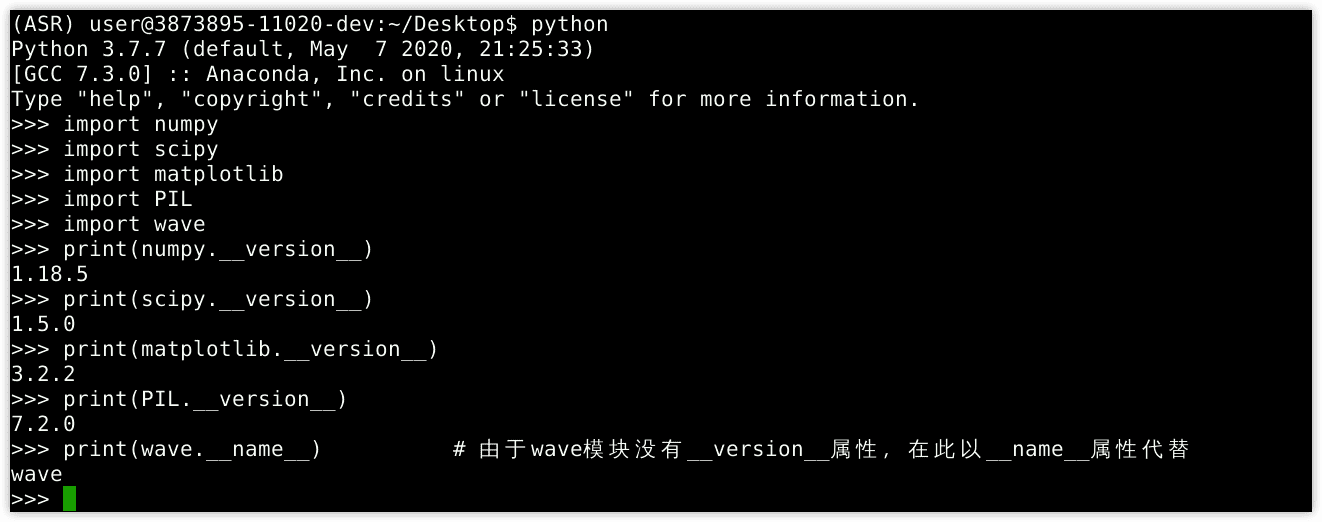 (ASR) user@3873895-11020-dev:~/Desktop$ python
Python 3.7.7 (default, May  7 2020, 21:25:33)
[GCC 7.3.0] :: Anaconda, Inc. on linux
Type "help", "copyright", "credits" or "license" for more information.
>>> import numpy
>>> import scipy
>>> import matplotlib
>>> import PIL
>>> import wave
>>> print(numpy.__version__)
1.18.5
>>> print(scipy.__version__)
1.5.0
>>> print(matplotlib.__version__)
3.2.2
>>> print(PIL.__version__)
7.2.0
>>> print(wave.__name__)          # 由于wave模块没有__version__属性, 在此以__name__属性代替
wave
>>>